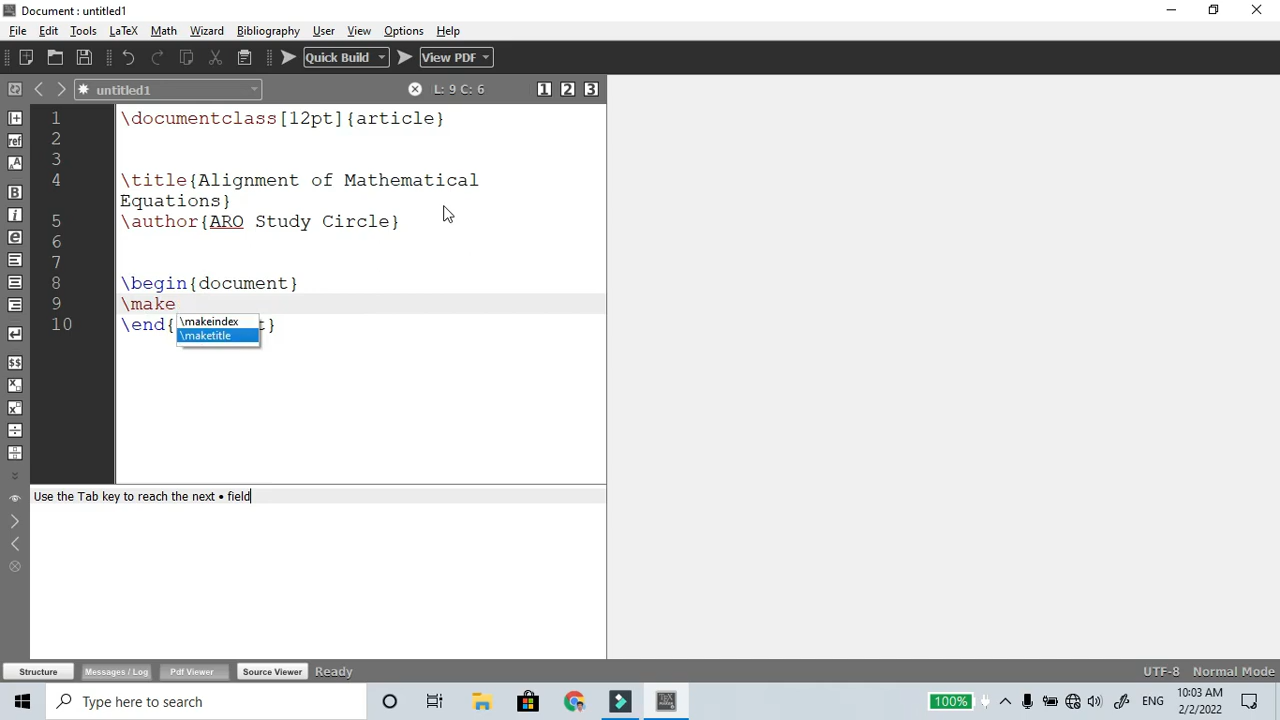 Document : untitled1
File Edit Tools LaTeX Math Wizard Bibliography User View Options Help
Quick Build View PDF
untitled1 L: 9 C: 6 1 2 3
1 \documentclass[12pt]{article}
2
3
4 \title{Alignment of Mathematical
Equations}
5 \author{ARO Study Circle}
6
7
8 \begin{document}
9 \make
\makeindex
10 \end{ t}
\maketitle
ref
A
B
i
e
$$
Use the Tab key to reach the next • field
Structure Messages / Log Pdf Viewer Source Viewer Ready UTF-8 Normal Mode
Type here to search 100% ENG 10:03 AM
2/2/2022